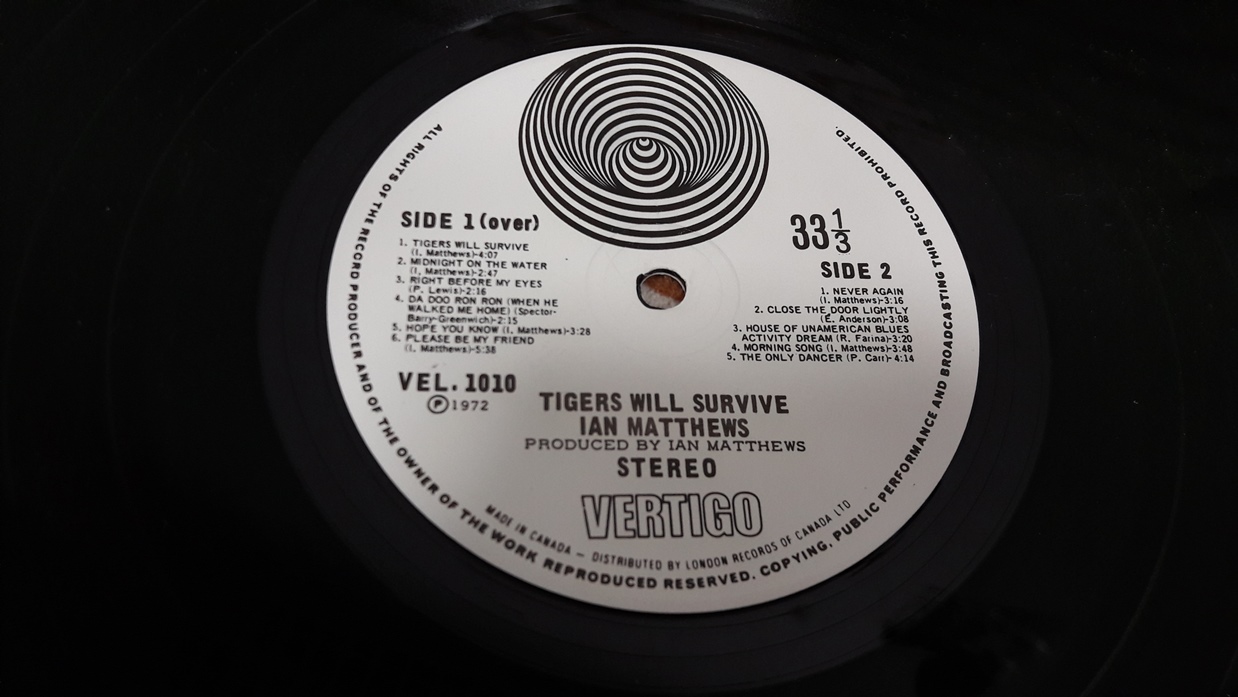 SIDE 1 (over)
1. TIGERS WILL SURVIVE
(I. Matthews)-4:07
2. MIDNIGHT ON THE WATER
(I. Matthews)-2:47
3. RIGHT BEFORE MY EYES
(P. Lewis)-2:16
4. DA DOO RON RON (WHEN HE
WALKED ME HOME) (Spector-
Barry-Greenwich)-2:15
5. HOPE YOU KNOW (I. Matthews)-3:28
6. PLEASE BE MY FRIEND
(I. Matthews)-5:38
VEL. 1010
Ⓟ 1972
33 1/3
SIDE 2
1. NEVER AGAIN
(I. Matthews)-3:16
2. CLOSE THE DOOR LIGHTLY
(E. Anderson)-3:08
3. HOUSE OF UNAMERICAN BLUES
ACTIVITY DREAM (R. Farina)-3:20
4. MORNING SONG (I. Matthews)-3:48
5. THE ONLY DANCER (P. Carr)-4:14
TIGERS WILL SURVIVE
IAN MATTHEWS
PRODUCED BY IAN MATTHEWS
STEREO
VERTIGO
MADE IN CANADA — DISTRIBUTED BY LONDON RECORDS OF CANADA LTD
ALL RIGHTS OF THE RECORD PRODUCER AND OF THE OWNER OF THE WORK REPRODUCED RESERVED. COPYING, PUBLIC PERFORMANCE AND BROADCASTING THIS RECORD PROHIBITED.